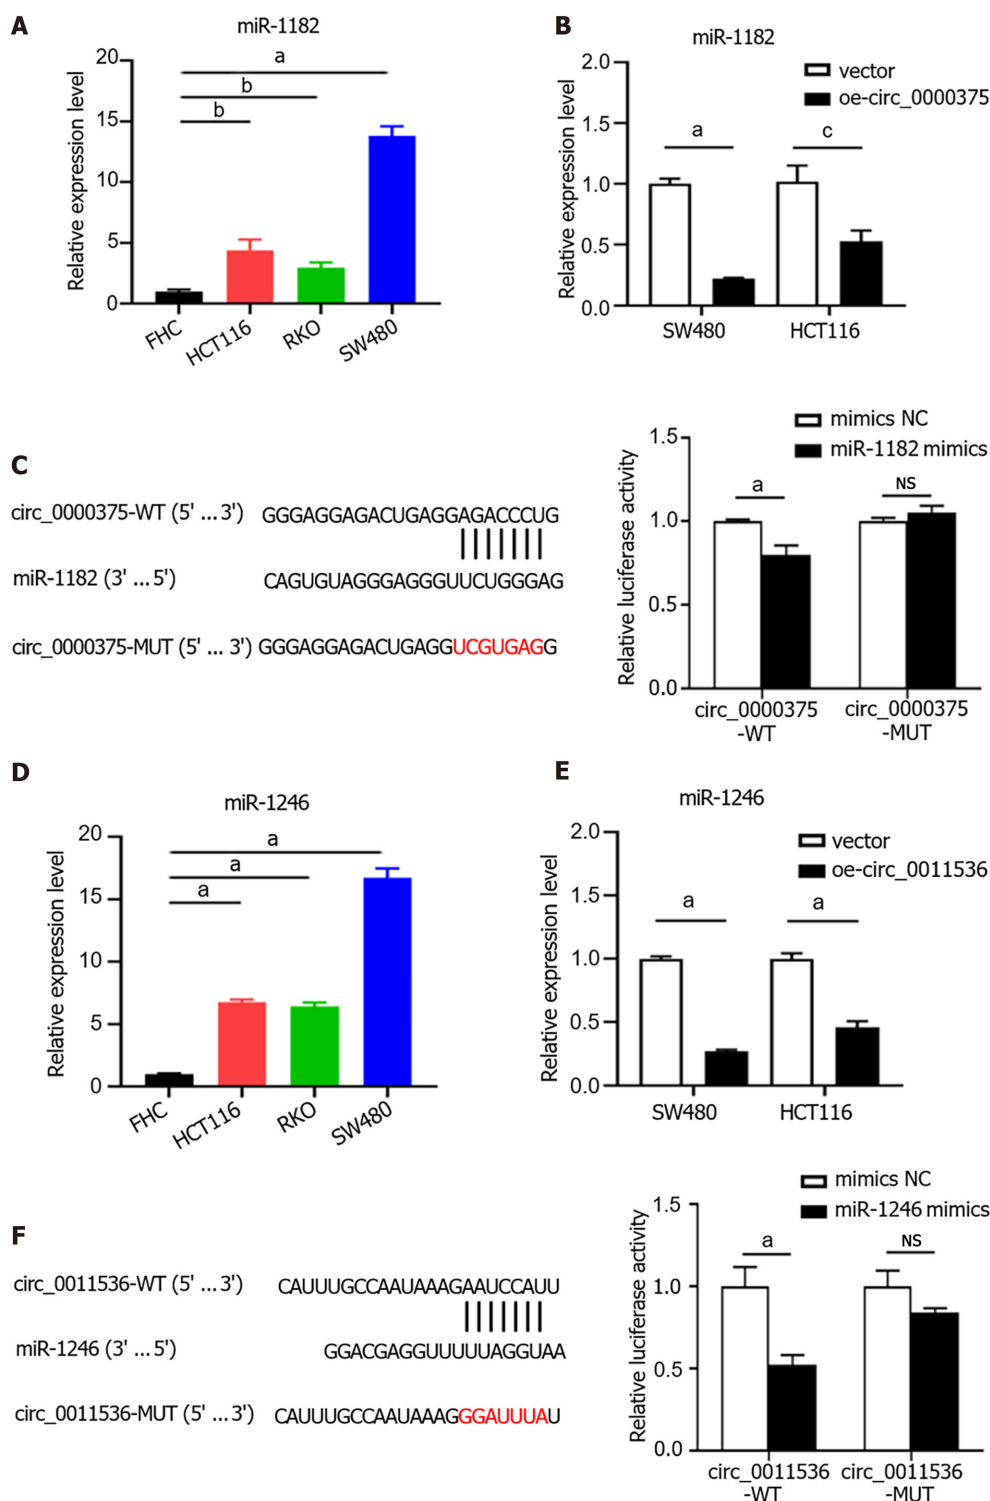 A
miR-1182
Relative expression level
20
15
10
5
0
a
b
b
FHC
HCT116
RKO
SW480
B
miR-1182
vector
oe-circ_0000375
Relative expression level
2.0
1.5
1.0
0.5
0.0
a
c
SW480
HCT116
C
circ_0000375-WT (5' ...3') GGGAGGAGACUGAGGAGACCCUG
miR-1182 (3' ...5') CAGUGUAGGGAGGGUUCUGGGAG
circ_0000375-MUT (5' ... 3') GGGAGGAGACUGAGGUCGUGAGG
mimics NC
miR-1182 mimics
Relative luciferase activity
1.5
1.0
0.5
0.0
a
NS
circ_0000375
-WT
circ_0000375
-MUT
D
miR-1246
Relative expression level
20
15
10
5
0
a
a
a
FHC
HCT116
RKO
SW480
E
miR-1246
vector
oe-circ_0011536
Relative expression level
2.0
1.5
1.0
0.5
0.0
a
a
SW480
HCT116
F
circ_0011536-WT (5' ...3') CAUUUGCCAAUAAAGAAUCCAUU
miR-1246 (3' ...5') GGACGAGGUUUUUAGGUAA
circ_0011536-MUT (5' ...3') CAUUUGCCAAUAAAGGGAUUUAU
mimics NC
miR-1246 mimics
Relative luciferase activity
1.5
1.0
0.5
0.0
a
NS
circ_0011536
-WT
circ_0011536
-MUT